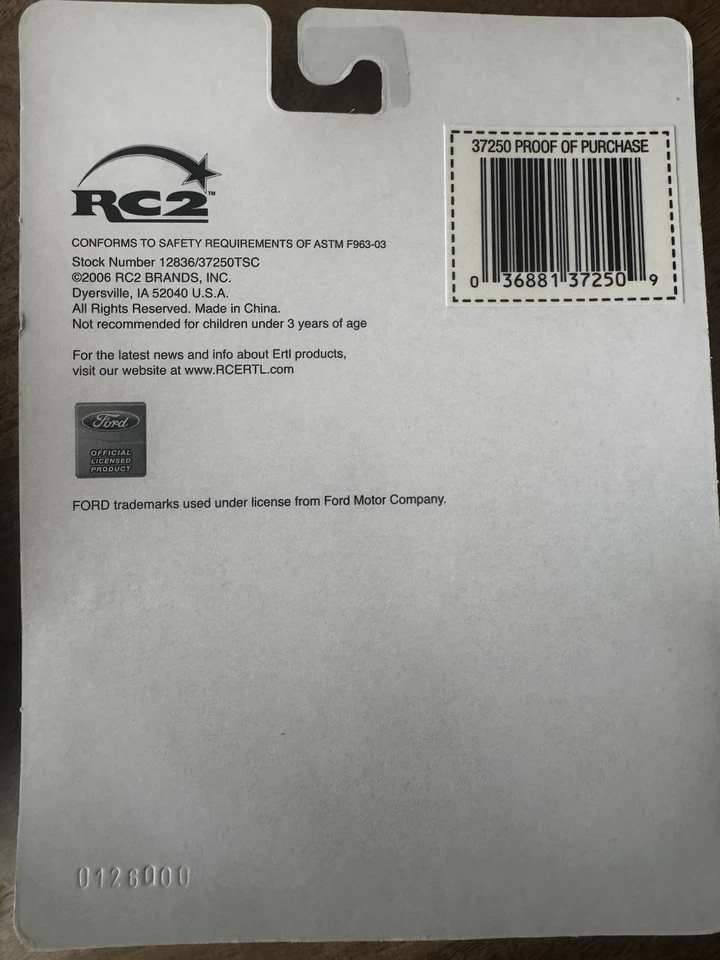 RC2™
37250 PROOF OF PURCHASE
0 36881 37250 9
CONFORMS TO SAFETY REQUIREMENTS OF ASTM F963-03
Stock Number 12836/37250TSC
©2006 RC2 BRANDS, INC.
Dyersville, IA 52040 U.S.A.
All Rights Reserved. Made in China.
Not recommended for children under 3 years of age
For the latest news and info about Ertl products,
visit our website at www.RCERTL.com
Ford
OFFICIAL
LICENSED
PRODUCT
FORD trademarks used under license from Ford Motor Company.
0126000